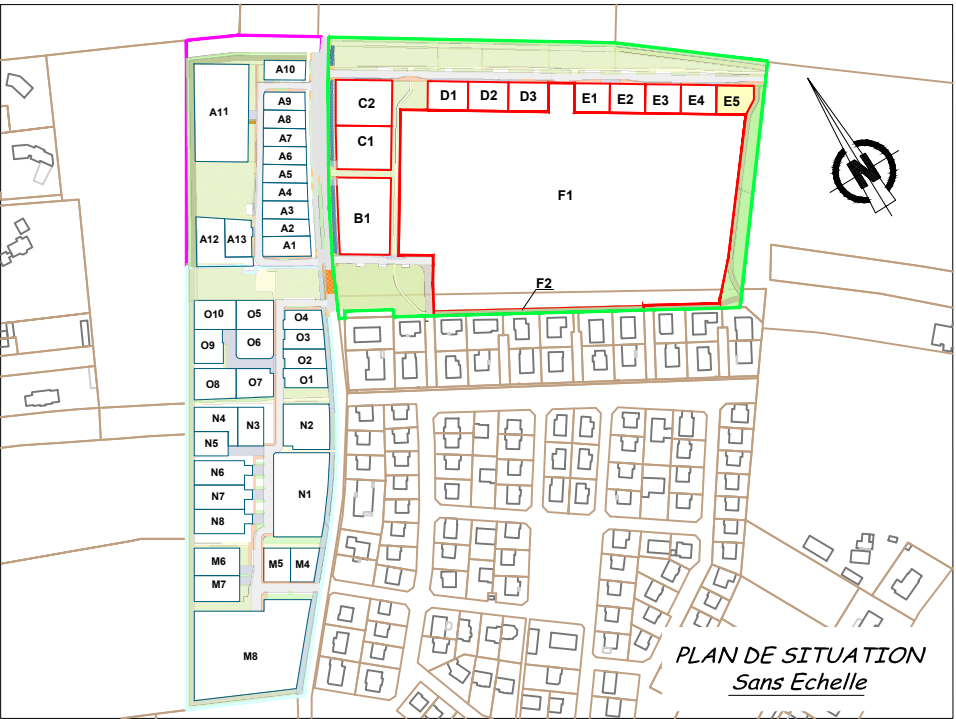 A10
A11
A9
A8
A7
A6
A5
A4
A3
A2
A1
A12 A13
C2
C1
B1
D1 D2 D3 E1 E2 E3 E4 E5
F1
F2
N
O10 O5
O9 O6
O8 O7
O4
O3
O2
O1
N4 N3 N2
N5
N6
N7
N8
N1
M6
M7
M5 M4
M8
PLAN DE SITUATION
Sans Echelle